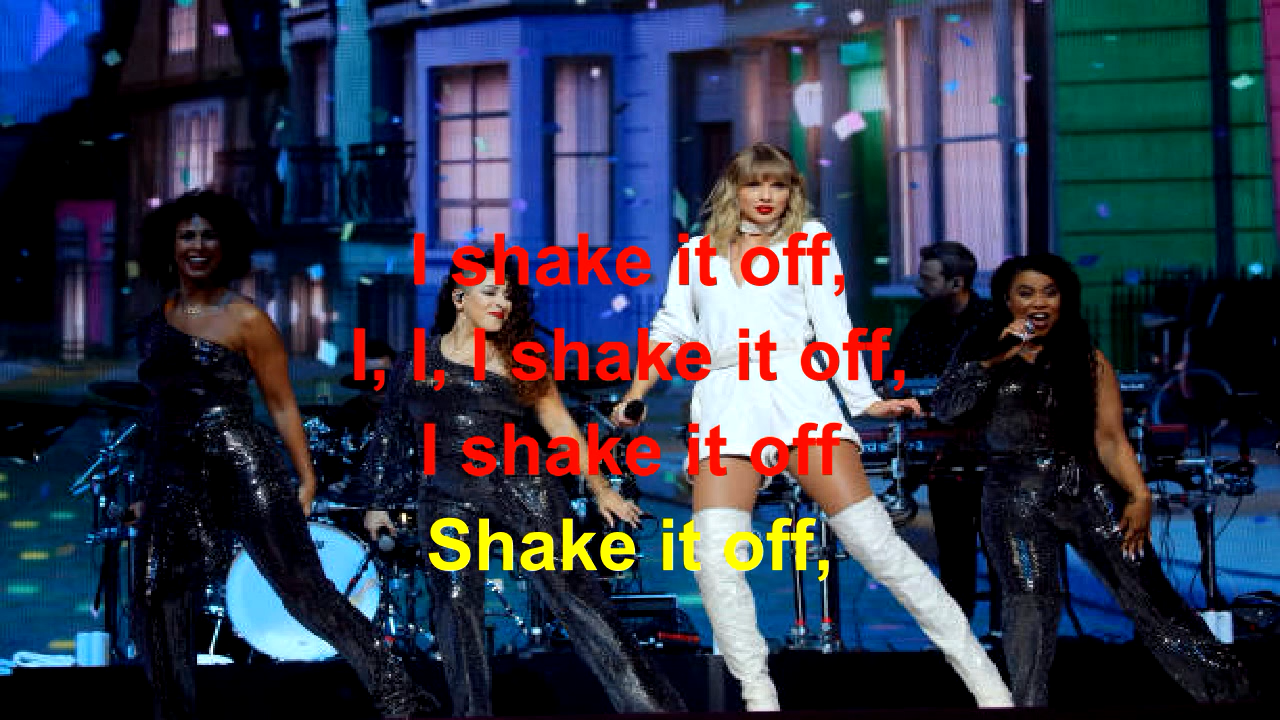 I shake it off,
I, I, I shake it off,
I shake it off
Shake it off,